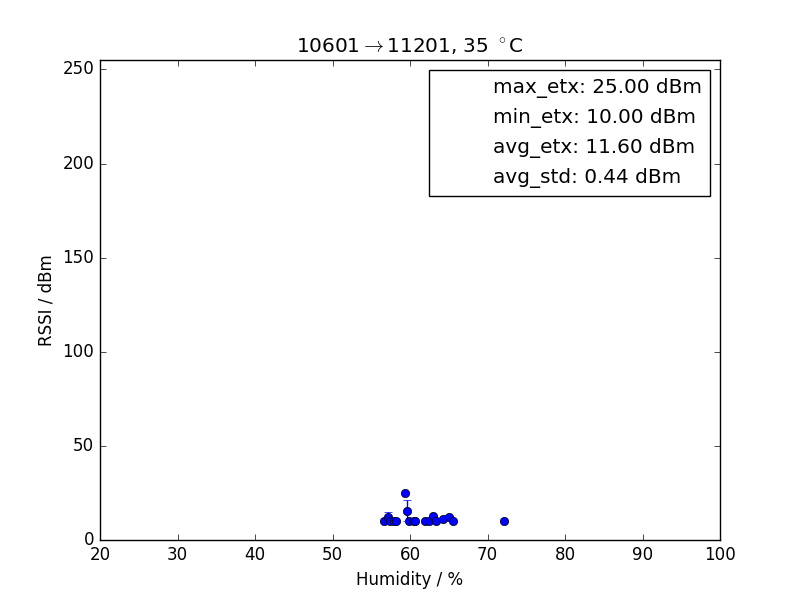 10601→11201, 35 °C
max_etx: 25.00 dBm
min_etx: 10.00 dBm
avg_etx: 11.60 dBm
avg_std: 0.44 dBm
250
200
150
100
50
0
RSSI / dBm
20 30 40 50 60 70 80 90 100
Humidity / %